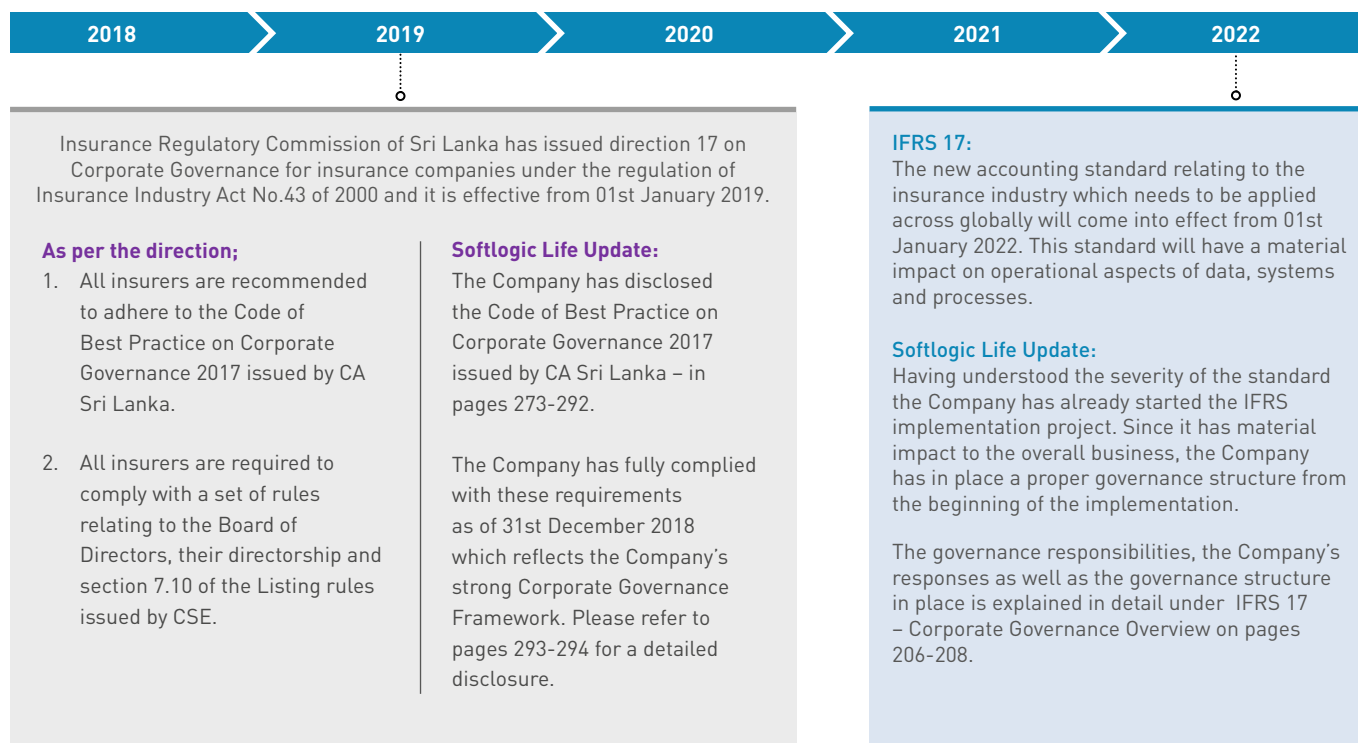 2018
2019
2020
2021
2022
Insurance Regulatory Commission of Sri Lanka has issued direction 17 on
Corporate Governance for insurance companies under the regulation of
Insurance Industry Act No.43 of 2000 and it is effective from 01st January 2019.
As per the direction;
1. All insurers are recommended
to adhere to the Code of
Best Practice on Corporate
Governance 2017 issued by CA
Sri Lanka.
2. All insurers are required to
comply with a set of rules
relating to the Board of
Directors, their directorship and
section 7.10 of the Listing rules
issued by CSE.
Softlogic Life Update:
The Company has disclosed
the Code of Best Practice on
Corporate Governance 2017
issued by CA Sri Lanka – in
pages 273-292.
The Company has fully complied
with these requirements
as of 31st December 2018
which reflects the Company’s
strong Corporate Governance
Framework. Please refer to
pages 293-294 for a detailed
disclosure.
IFRS 17:
The new accounting standard relating to the
insurance industry which needs to be applied
across globally will come into effect from 01st
January 2022. This standard will have a material
impact on operational aspects of data, systems
and processes.
Softlogic Life Update:
Having understood the severity of the standard
the Company has already started the IFRS
implementation project. Since it has material
impact to the overall business, the Company
has in place a proper governance structure from
the beginning of the implementation.
The governance responsibilities, the Company’s
responses as well as the governance structure
in place is explained in detail under IFRS 17
– Corporate Governance Overview on pages
206-208.